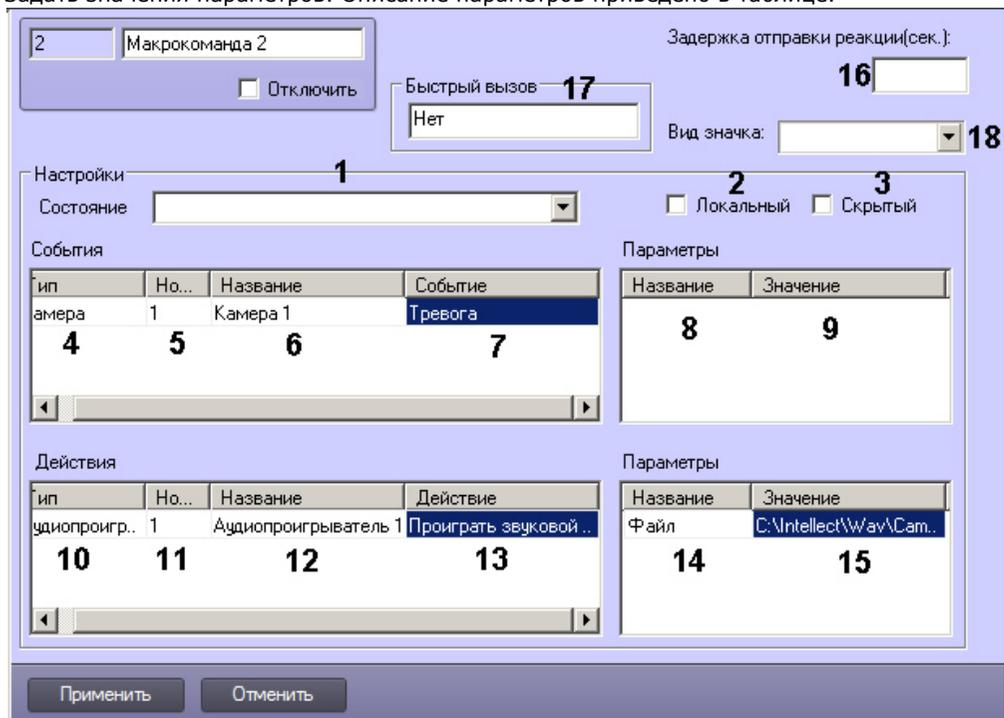 Задать значения параметров. Описание параметров приведено в таблице.
2 Макрокоманда 2
Отключить
Быстрый вызов 17
Нет
Задержка отправки реакции(сек.):
16
Вид значка: 18
Настройки 1
Состояние
2 3
Локальный Скрытый
События Параметры
Тип Но... Название Событие Название Значение
амера 1 Камера 1 Тревога
4 5 6 7 8 9
Действия Параметры
Тип Но... Название Действие Название Значение
удиопроигр.. 1 Аудиопроигрыватель 1 Проиграть звуковой .. Файл C:\Intellect\Wav\Cam..
10 11 12 13 14 15
Применить Отменить